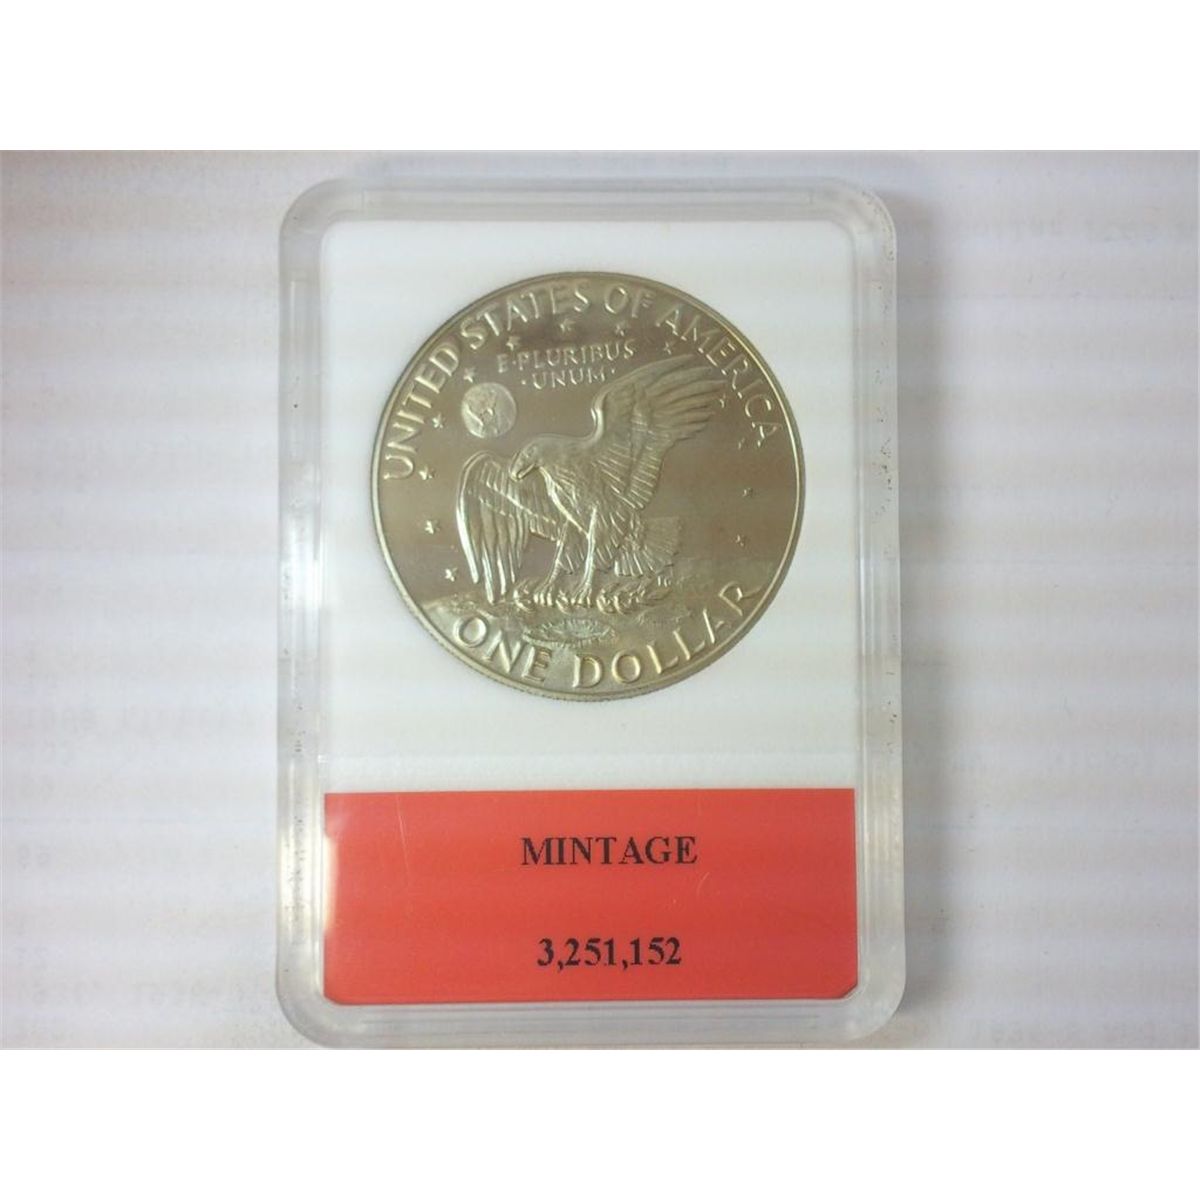 UNITED STATES OF AMERICA
E·PLURIBUS
·UNUM·
ONE DOLLAR
MINTAGE
3,251,152